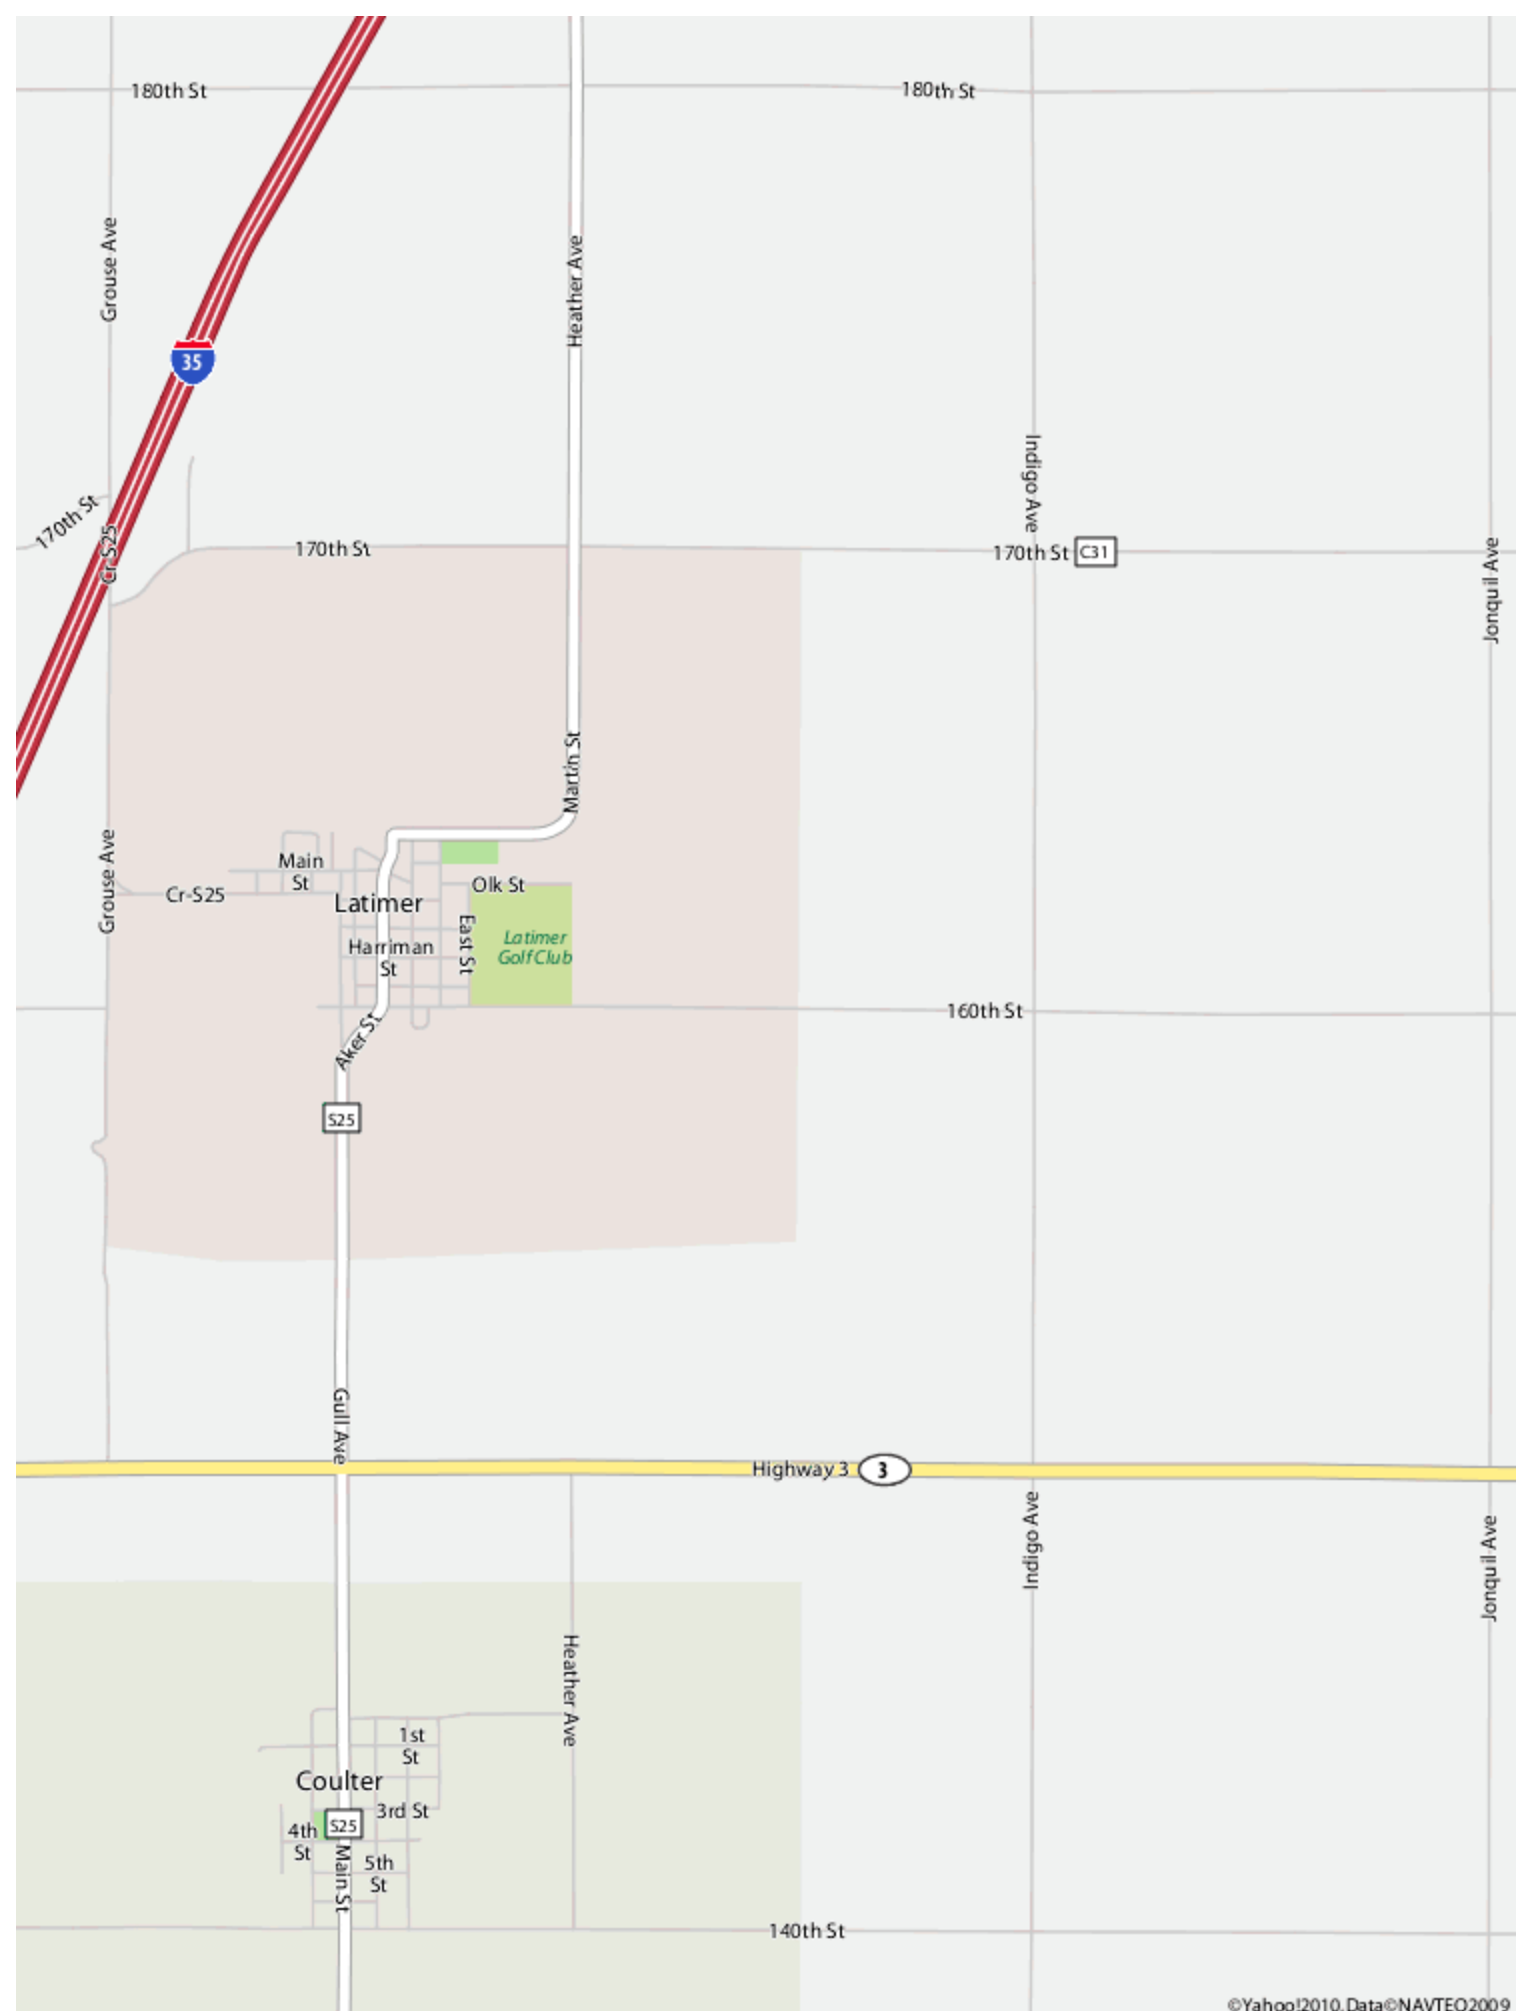 180th St
180th St
Grouse Ave
Heather Ave
35
Indigo Ave
170th St
Cr-S25
170th St
170th St
C31
Jonquil Ave
Martin St
Grouse Ave
Main
St
Cr-S25
Latimer
Olk St
Harriman
St
East St
Latimer
Golf Club
160th St
Aker St
S25
Gull Ave
Highway 3
3
Indigo Ave
Jonquil Ave
Heather Ave
1st
St
Coulter
3rd St
S25
4th
St
Main St
5th
St
140th St
©Yahoo!2010, Data©NAVTEQ2009